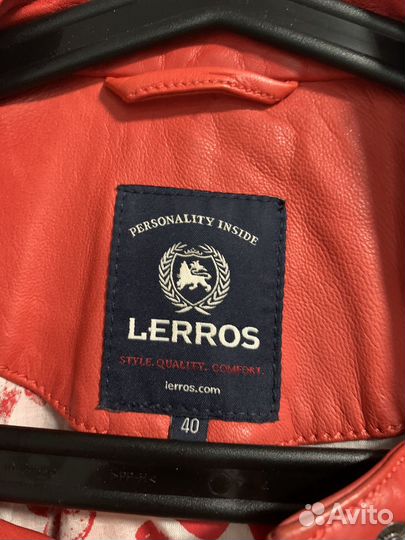 PERSONALITY INSIDE
LERROS
STYLE. QUALITY. COMFORT.
lerros.com
40
Avito